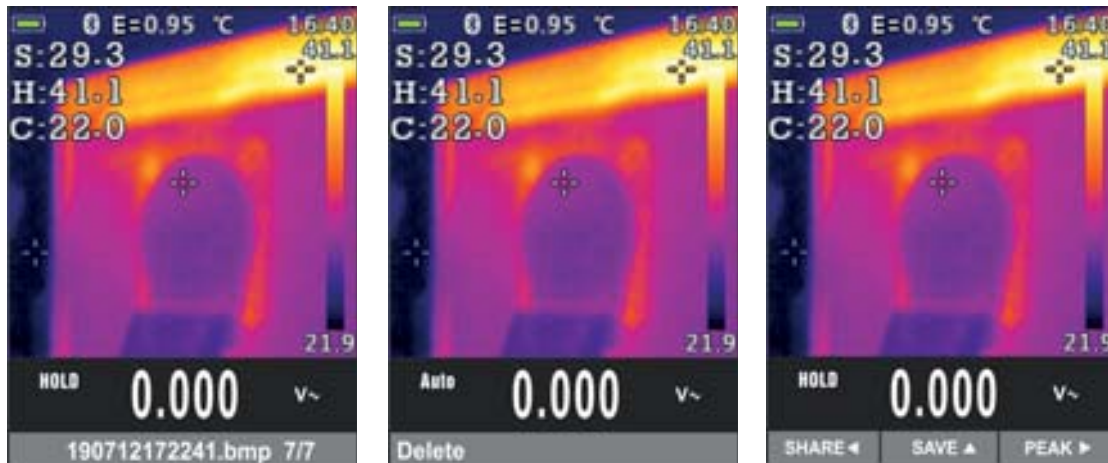 E=0.95 ℃ 16:40
41.1
S:29.3
H:41.1
C:22.0
21.9
HOLD
0.000 V~
190712172241.bmp 7/7
E=0.95 ℃ 16:40
41.1
S:29.3
H:41.1
C:22.0
21.9
Auto
0.000 V~
Delete
E=0.95 ℃ 16:40
41.1
S:29.3
H:41.1
C:22.0
21.9
HOLD
0.000 V~
SHARE◄ SAVE▲ PEAK►